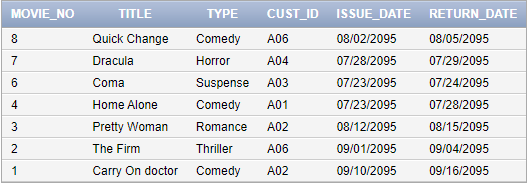 MOVIE_NO TITLE TYPE CUST_ID ISSUE_DATE RETURN_DATE
8 Quick Change Comedy A06 08/02/2095 08/05/2095
7 Dracula Horror A04 07/28/2095 07/29/2095
6 Coma Suspense A03 07/23/2095 07/24/2095
4 Home Alone Comedy A01 07/23/2095 07/28/2095
3 Pretty Woman Romance A02 08/12/2095 08/15/2095
2 The Firm Thriller A06 09/01/2095 09/04/2095
1 Carry On doctor Comedy A02 09/10/2095 09/16/2095